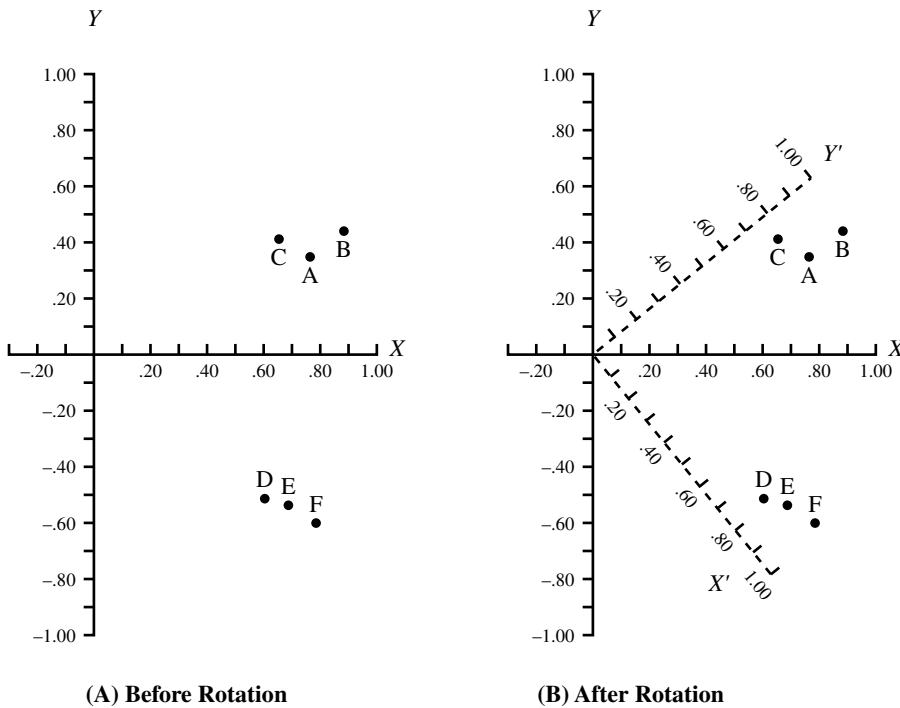 Y
1.00
.80
.60
.40
.20
–.20
–.40
–.60
–.80
–1.00
–.20
.20
.40
.60
.80
1.00
X
C
B
A
D
E
F
(A) Before Rotation
Y
1.00
.80
.60
.40
.20
–.20
–.40
–.60
–.80
–1.00
–.20
.20
.40
.60
.80
1.00
X
.20
.40
.60
.80
1.00
Y'
.20
.40
.60
.80
1.00
X'
C
B
A
D
E
F
(B) After Rotation